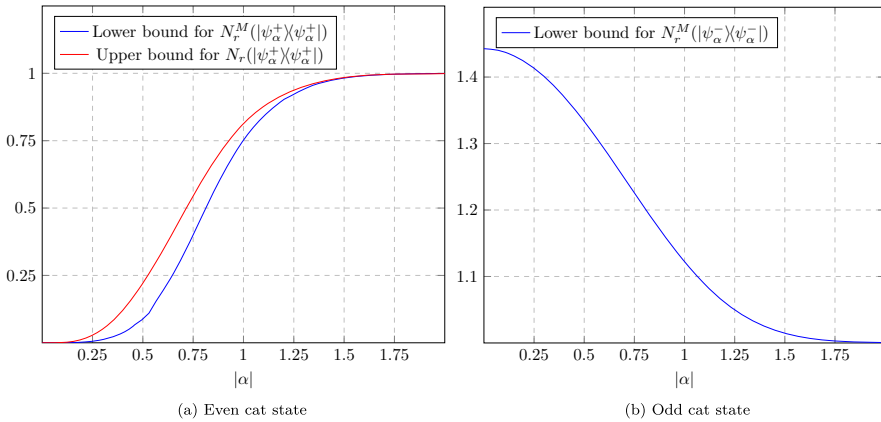 Lower bound for $N_r^M(|\psi_\alpha^+\rangle\langle\psi_\alpha^+|)$
Upper bound for $N_r(|\psi_\alpha^+\rangle\langle\psi_\alpha^+|)$
1
0.75
0.5
0.25
0.25 0.5 0.75 1 1.25 1.5 1.75
|α|
(a) Even cat state
Lower bound for $N_r^M(|\psi_\alpha^-\rangle\langle\psi_\alpha^-|)$
1.4
1.3
1.2
1.1
0.25 0.5 0.75 1 1.25 1.5 1.75
|α|
(b) Odd cat state